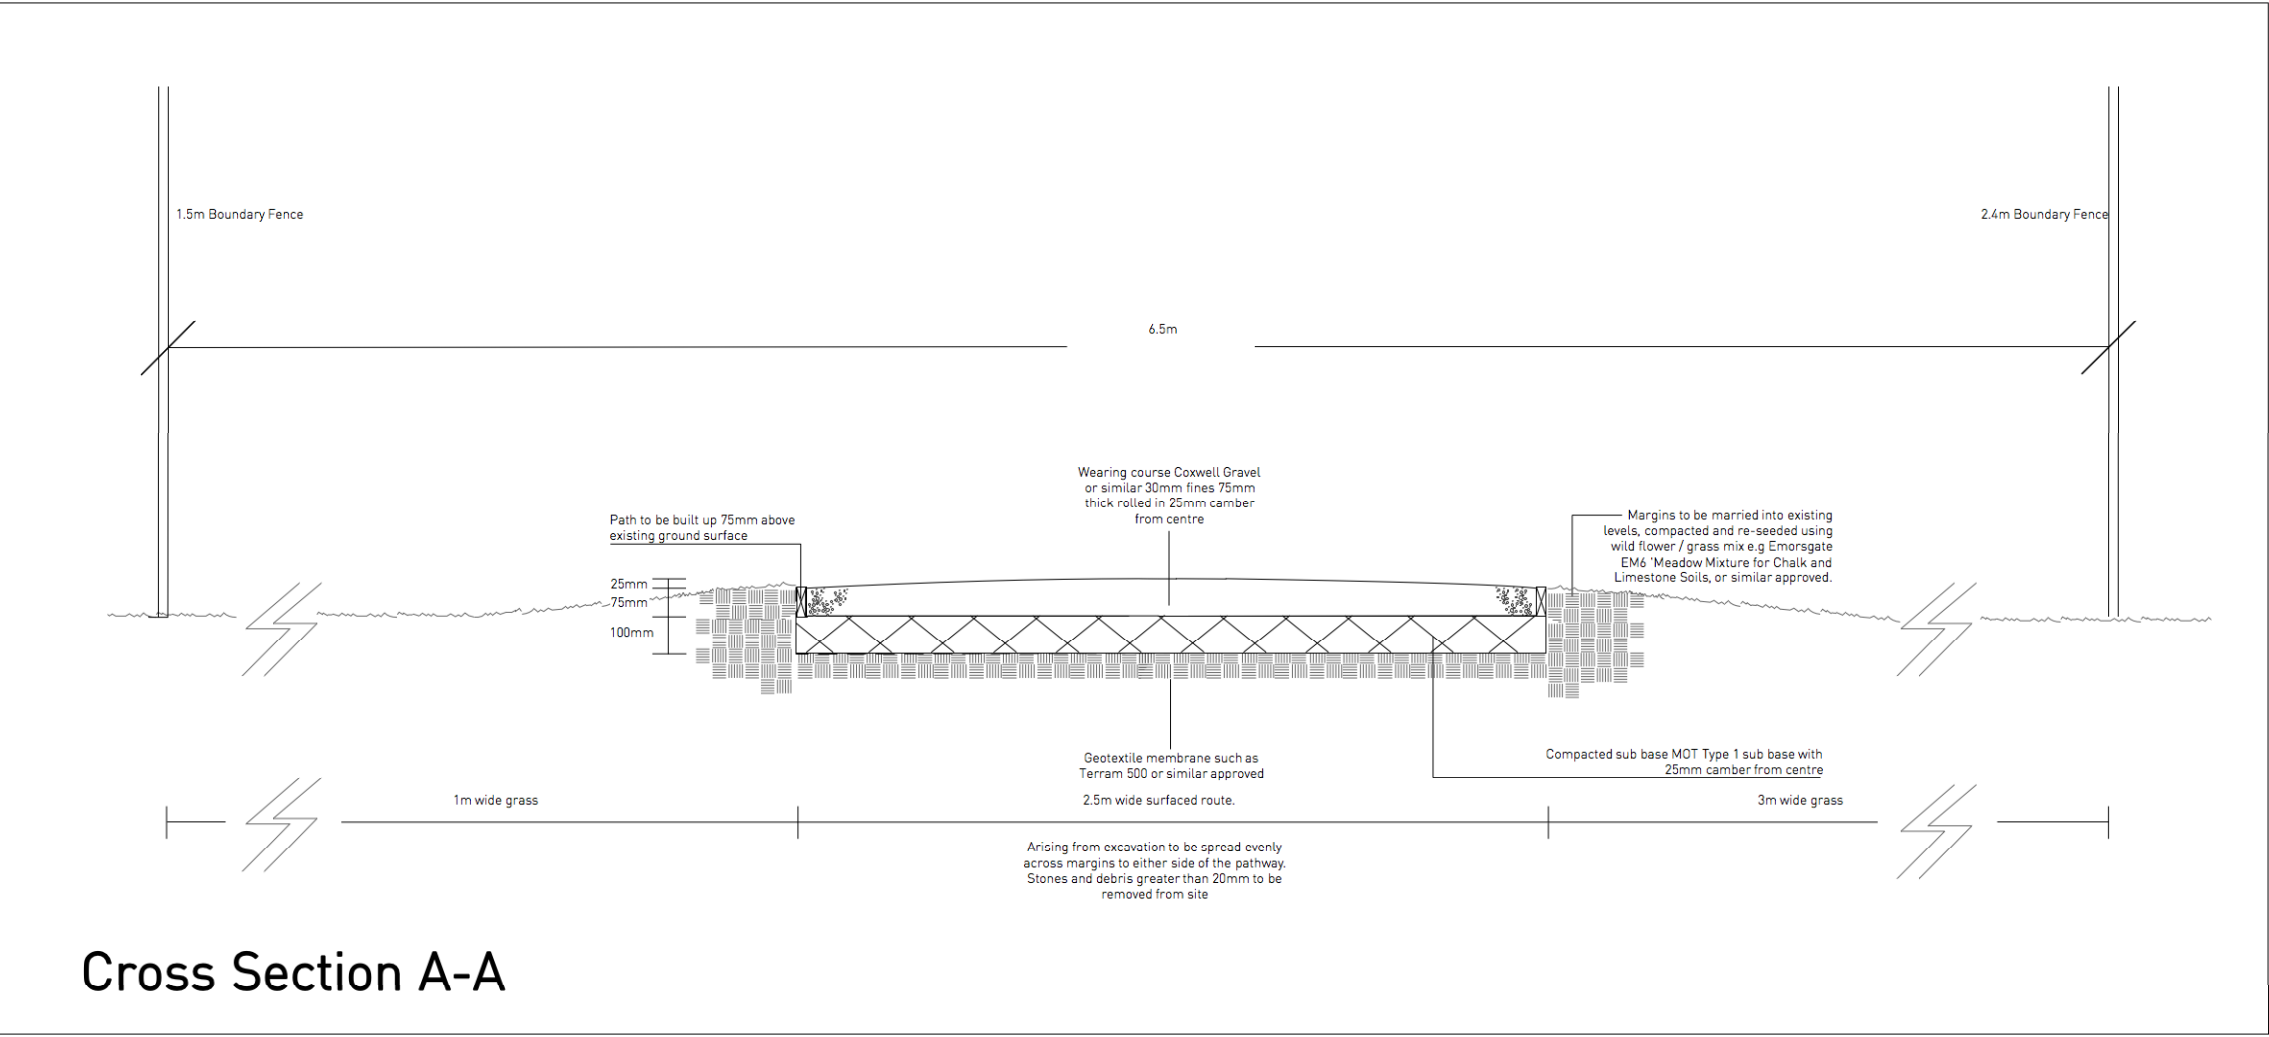 1.5m Boundary Fence
2.4m Boundary Fence
6.5m
Wearing course Coxwell Gravel
or similar 30mm fines 75mm
thick rolled in 25mm camber
from centre
Path to be built up 75mm above
existing ground surface
Margins to be married into existing
levels, compacted and re-seeded using
wild flower / grass mix e.g Emorsgate
EM6 'Meadow Mixture for Chalk and
Limestone Soils, or similar approved.
25mm
75mm
100mm
Geotextile membrane such as
Terram 500 or similar approved
Compacted sub base MOT Type 1 sub base with
25mm camber from centre
1m wide grass
2.5m wide surfaced route.
3m wide grass
Arising from excavation to be spread evenly
across margins to either side of the pathway.
Stones and debris greater than 20mm to be
removed from site
Cross Section A-A